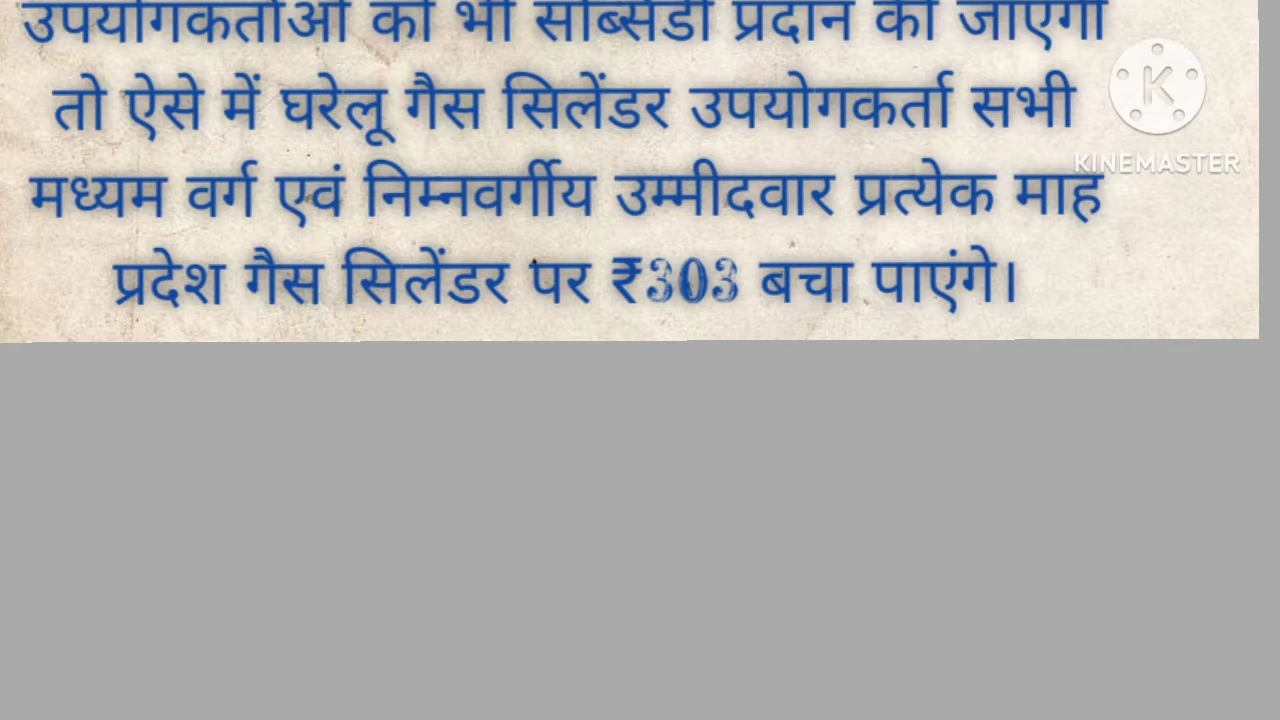 उपयोगकर्ताओं को भी सब्सिडी प्रदान की जाएगी
तो ऐसे में घरेलू गैस सिलेंडर उपयोगकर्ता सभी
मध्यम वर्ग एवं निम्नवर्गीय उम्मीदवार प्रत्येक माह
प्रदेश गैस सिलेंडर पर ₹303 बचा पाएंगे।
K
KINEMASTER